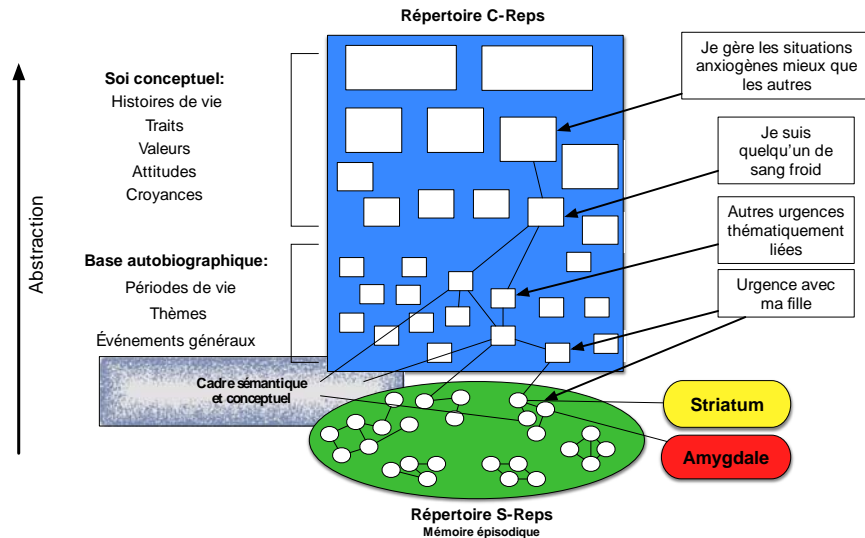 Répertoire C-Reps
Je gère les situations
anxiogènes mieux que
les autres
Soi conceptuel:
Histoires de vie
Traits
Valeurs
Attitudes
Croyances
Je suis
quelqu'un de
sang froid
Abstraction
Autres urgences
thématiquement
liées
Base autobiographique:
Périodes de vie
Thèmes
Événements généraux
Urgence avec
ma fille
Cadre sémantique
et conceptuel
Striatum
Amygdale
Répertoire S-Reps
Mémoire épisodique